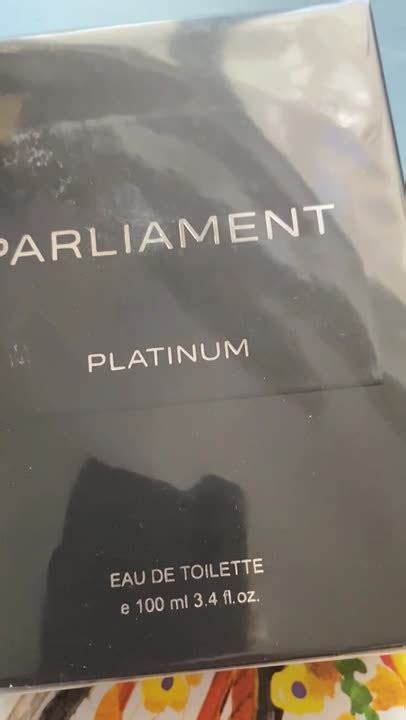 PARLIAMENT
PLATINUM
EAU DE TOILETTE
e 100 ml 3.4 fl.oz.